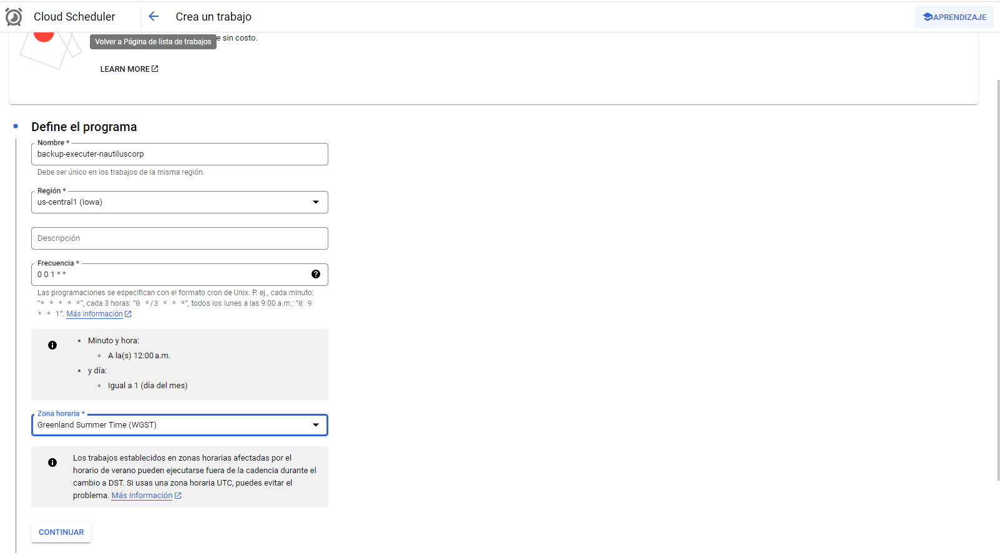 Cloud Scheduler
Crea un trabajo
APRENDIZAJE
Volver a Página de lista de trabajos
e sin costo.
LEARN MORE
Define el programa
Nombre *
backup-executer-nautiluscorp
Debe ser único en los trabajos de la misma región.
Región *
us-central1 (Iowa)
Descripción
Frecuencia *
0 0 1 * *
Las programaciones se especifican con el formato cron de Unix. P. ej., cada minuto:
“* * * * *”, cada 3 horas: “0 */3 * * *”, todos los lunes a las 9:00 a.m.: “0 9
* * 1”. Más información
Minuto y hora:
A la(s) 12:00 a.m.
y día:
Igual a 1 (día del mes)
Zona horaria *
Greenland Summer Time (WGST)
Los trabajos establecidos en zonas horarias afectadas por el
horario de verano pueden ejecutarse fuera de la cadencia durante el
cambio a DST. Si usas una zona horaria UTC, puedes evitar el
problema. Más información
CONTINUAR